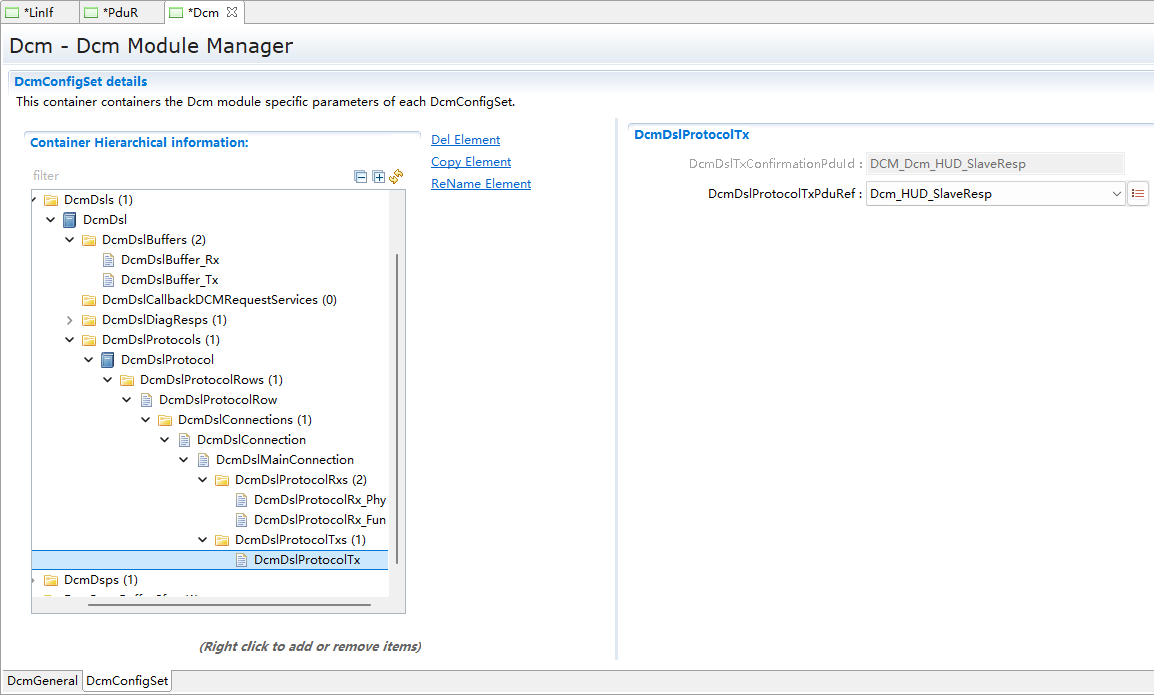 *LinIf
*PduR
*Dcm
Dcm - Dcm Module Manager
DcmConfigSet details
This container containers the Dcm module specific parameters of each DcmConfigSet.
Container Hierarchical information:
filter
DcmDsls (1)
DcmDsl
DcmDslBuffers (2)
DcmDslBuffer_Rx
DcmDslBuffer_Tx
DcmDslCallbackDCMRequestServices (0)
DcmDslDiagResps (1)
DcmDslProtocols (1)
DcmDslProtocol
DcmDslProtocolRows (1)
DcmDslProtocolRow
DcmDslConnections (1)
DcmDslConnection
DcmDslMainConnection
DcmDslProtocolRxs (2)
DcmDslProtocolRx_Phy
DcmDslProtocolRx_Fun
DcmDslProtocolTxs (1)
DcmDslProtocolTx
DcmDsps (1)
(Right click to add or remove items)
Del Element
Copy Element
ReName Element
DcmDslProtocolTx
DcmDslTxConfirmationPduId : DCM_Dcm_HUD_SlaveResp
DcmDslProtocolTxPduRef : Dcm_HUD_SlaveResp
DcmGeneral
DcmConfigSet